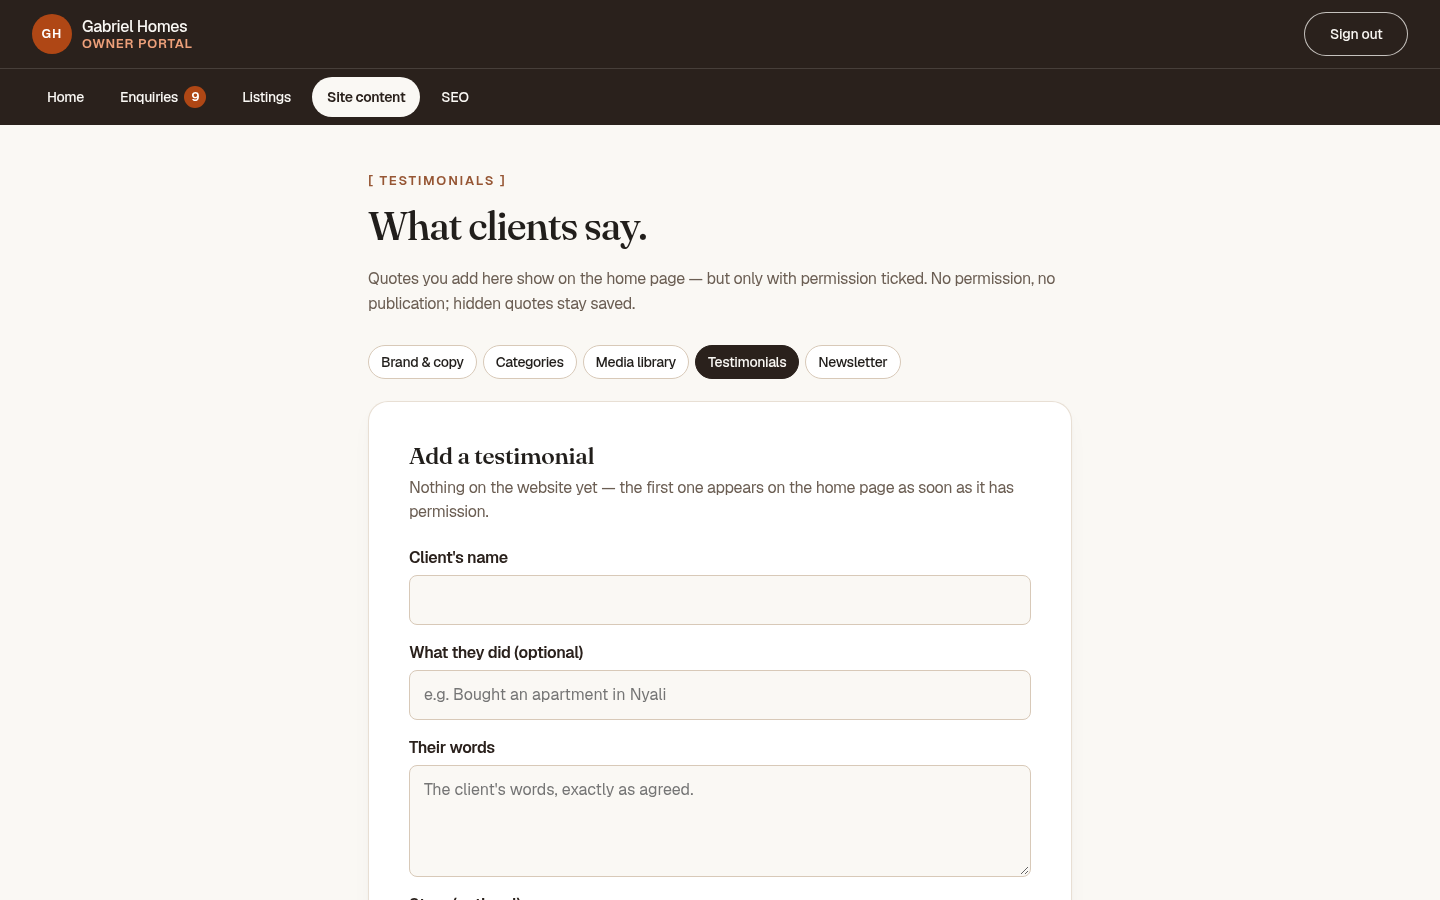 GH
Gabriel Homes
OWNER PORTAL
Sign out
Home
Enquiries 9
Listings
Site content
SEO
[ TESTIMONIALS ]
What clients say.
Quotes you add here show on the home page — but only with permission ticked. No permission, no
publication; hidden quotes stay saved.
Brand & copy
Categories
Media library
Testimonials
Newsletter
Add a testimonial
Nothing on the website yet — the first one appears on the home page as soon as it has
permission.
Client's name
What they did (optional)
e.g. Bought an apartment in Nyali
Their words
The client's words, exactly as agreed.